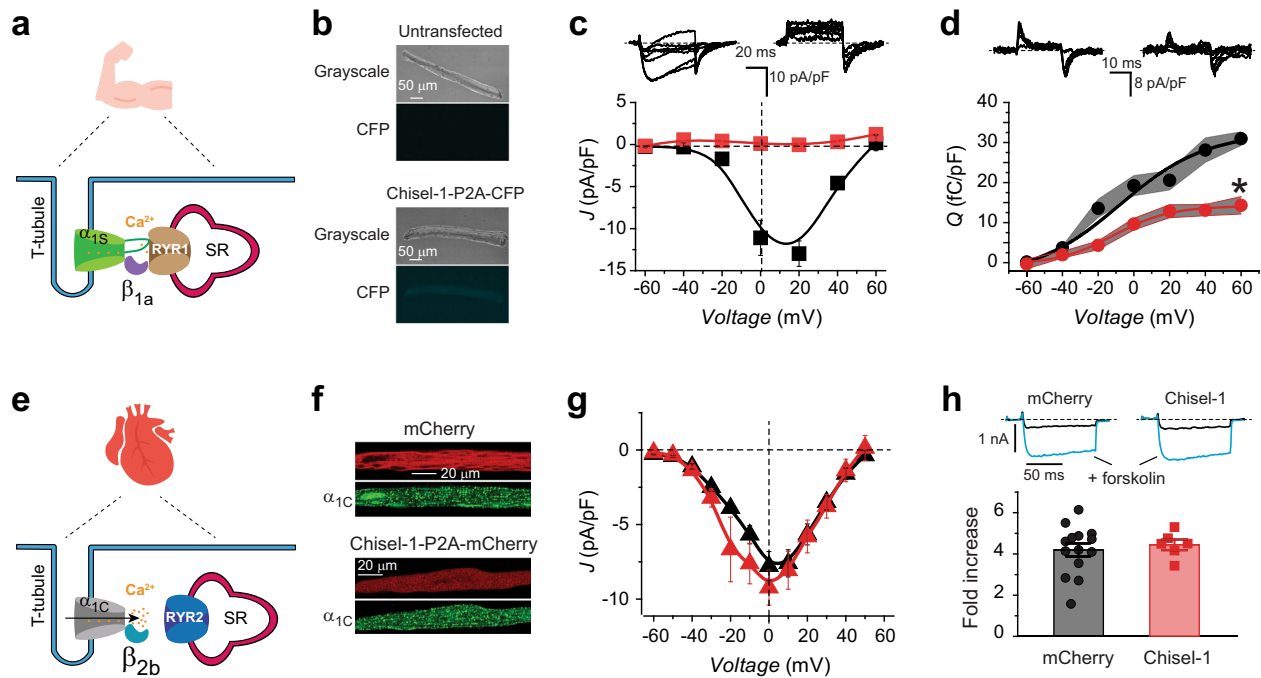 a
T-tubule
α1S
Ca2+
RYR1
SR
β1a
b
Untransfected
Grayscale
50 μm
CFP
Chisel-1-P2A-CFP
Grayscale
50 μm
CFP
c
20 ms
10 pA/pF
J (pA/pF)
5
0
-5
-10
-15
-60 -40 -20 0 20 40 60
Voltage (mV)
d
10 ms
8 pA/pF
Q (fC/pF)
40
30
20
10
0
*
-60 -40 -20 0 20 40 60
Voltage (mV)
e
T-tubule
α1C
Ca2+
RYR2
SR
β2b
f
mCherry
20 μm
α1C
Chisel-1-P2A-mCherry
20 μm
α1C
g
J (pA/pF)
0
-5
-10
-60 -40 -20 0 20 40 60
Voltage (mV)
h
mCherry Chisel-1
1 nA
50 ms
+ forskolin
Fold increase
6
4
2
0
mCherry Chisel-1